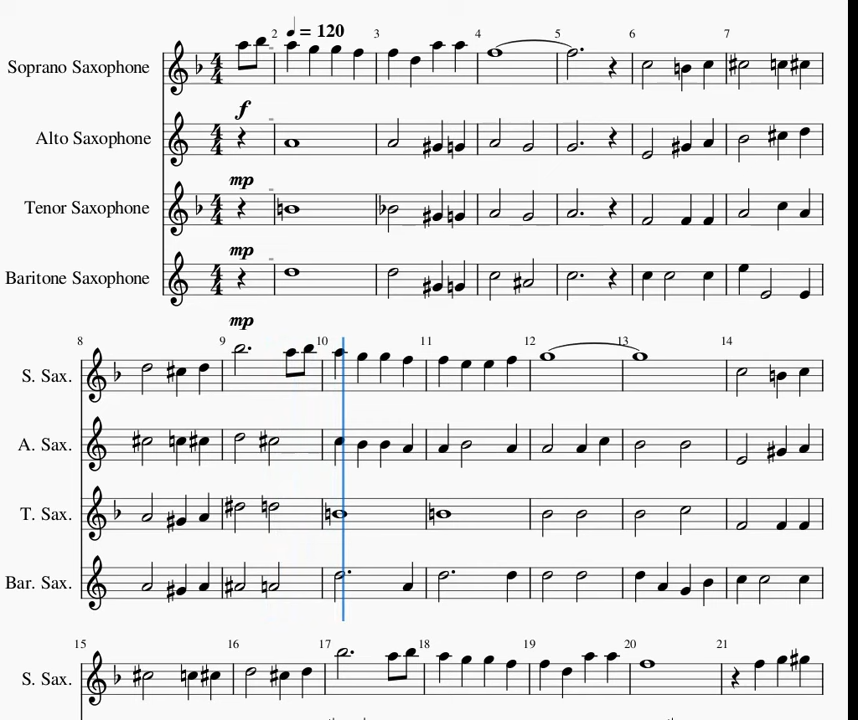 ♩ = 120
2 3 4 5 6 7
Soprano Saxophone
f
Alto Saxophone
mp
Tenor Saxophone
mp
Baritone Saxophone
mp
8 9 10 11 12 13 14
S. Sax.
A. Sax.
T. Sax.
Bar. Sax.
15 16 17 18 19 20 21
S. Sax.